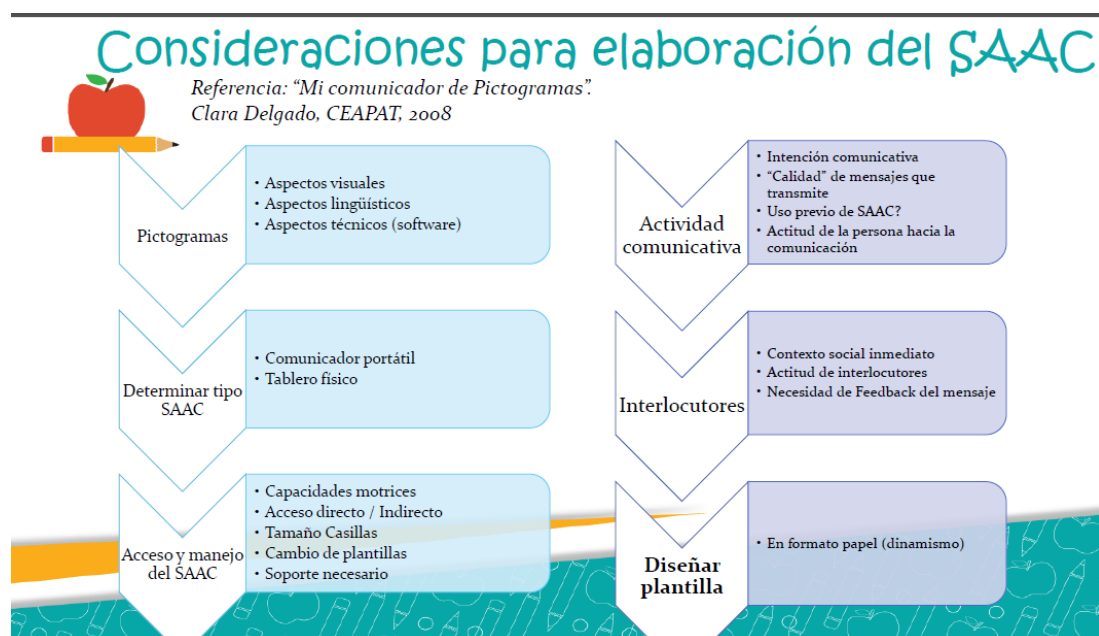 Consideraciones para elaboración del SAAC
Referencia: "Mi comunicador de Pictogramas".
Clara Delgado, CEAPAT, 2008
Pictogramas
• Aspectos visuales
• Aspectos lingüísticos
• Aspectos técnicos (software)
Determinar tipo
SAAC
• Comunicador portátil
• Tablero físico
Acceso y manejo
del SAAC
• Capacidades motrices
• Acceso directo / Indirecto
• Tamaño Casillas
• Cambio de plantillas
• Soporte necesario
Actividad
comunicativa
• Intención comunicativa
• "Calidad" de mensajes que
transmite
• Uso previo de SAAC?
• Actitud de la persona hacia la
comunicación
Interlocutores
• Contexto social inmediato
• Actitud de interlocutores
• Necesidad de Feedback del mensaje
Diseñar
plantilla
• En formato papel (dinamismo)